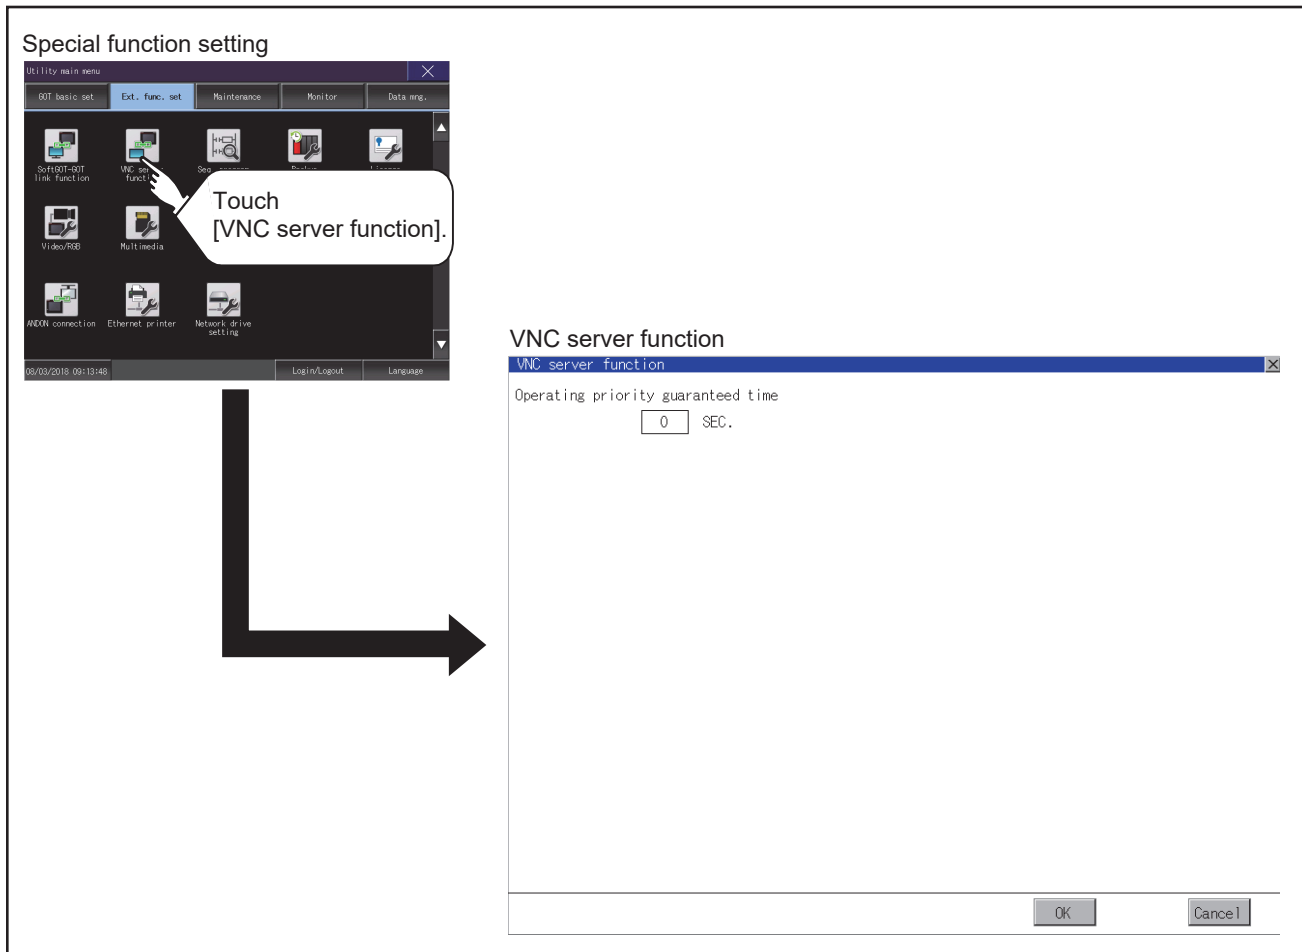 Special function setting
Utility main menu
GOT basic set
Ext. func. set
Maintenance
Monitor
Data mng.
SoftGOT-GOT
link function
VNC
functi
Video/RGB
Multimedia
Touch
[VNC server function].
ANDON connection
Ethernet printer
Network drive
setting
08/03/2018 09:13:48
Login/Logout
Language
VNC server function
VNC server function
Operating priority guaranteed time
0 SEC.
OK
Cancel